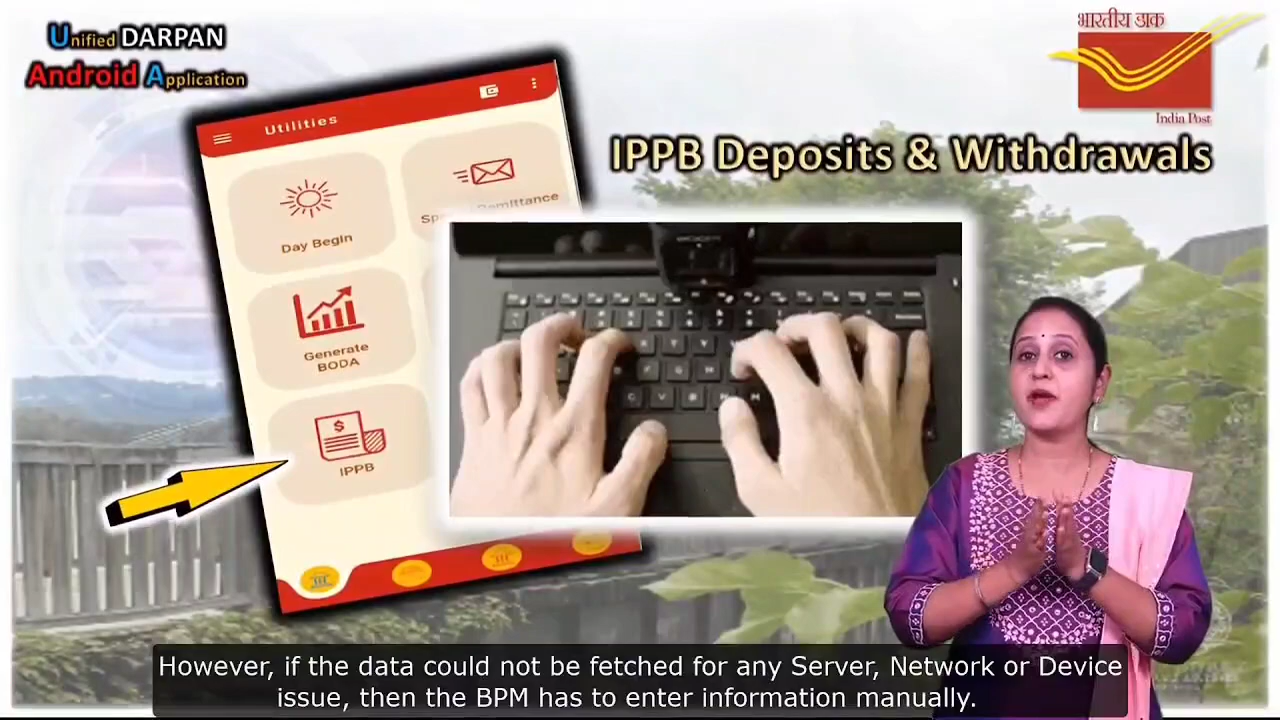 Unified DARPAN
Android Application
भारतीय डाक
India Post
IPPB Deposits & Withdrawals
Utilities
Day Begin
Remittance
Generate
BODA
IPPB
However, if the data could not be fetched for any Server, Network or Device
issue, then the BPM has to enter information manually.